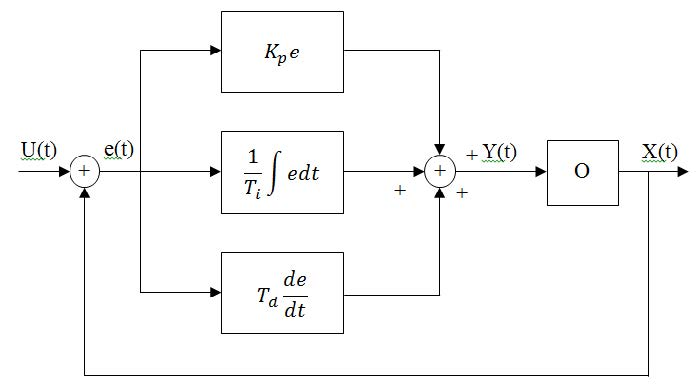 K_p e
U(t)
e(t)
+
1/T_i ∫ edt
+
+
+ Y(t)
+
O
X(t)
T_d de/dt